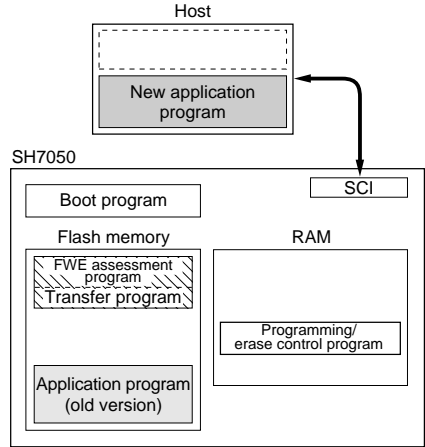 Host
New application
program
SH7050
SCI
Boot program
Flash memory
RAM
FWE assessment
program
Transfer program
Programming/
erase control program
Application program
(old version)